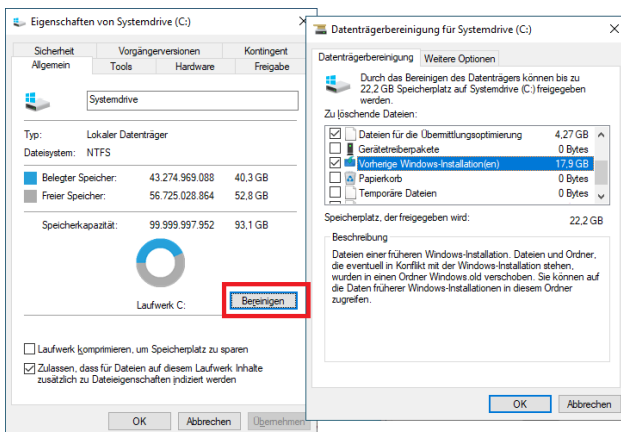 Eigenschaften von Systemdrive (C:)
Sicherheit Vorgängerversionen Kontingent
Allgemein Tools Hardware Freigabe
Systemdrive
Typ: Lokaler Datenträger
Dateisystem: NTFS
Belegter Speicher: 43.274.969.088 40,3 GB
Freier Speicher: 56.725.028.864 52,8 GB
Speicherkapazität: 99.999.997.952 93,1 GB
Laufwerk C:
Bereinigen
Laufwerk komprimieren, um Speicherplatz zu sparen
Zulassen, dass für Dateien auf diesem Laufwerk Inhalte
zusätzlich zu Dateieigenschaften indiziert werden
OK Abbrechen Übernehmen
Datenträgerbereinigung für Systemdrive (C:)
Datenträgerbereinigung Weitere Optionen
Durch das Bereinigen des Datenträgers können bis zu
22,2 GB Speicherplatz auf Systemdrive (C:) freigegeben
werden.
Zu löschende Dateien:
Dateien für die Übermittlungsoptimierung 4,27 GB
Gerätetreiberpakete 0 Bytes
Vorherige Windows-Installation(en) 17,9 GB
Papierkorb 0 Bytes
Temporäre Dateien 0 Bytes
Speicherplatz, der freigegeben wird: 22,2 GB
Beschreibung
Dateien einer früheren Windows-Installation. Dateien und Ordner,
die eventuell in Konflikt mit der Windows-Installation stehen,
wurden in einen Ordner Windows.old verschoben. Sie können auf
die Daten früherer Windows-Installationen in diesem Ordner
zugreifen.
OK Abbrechen